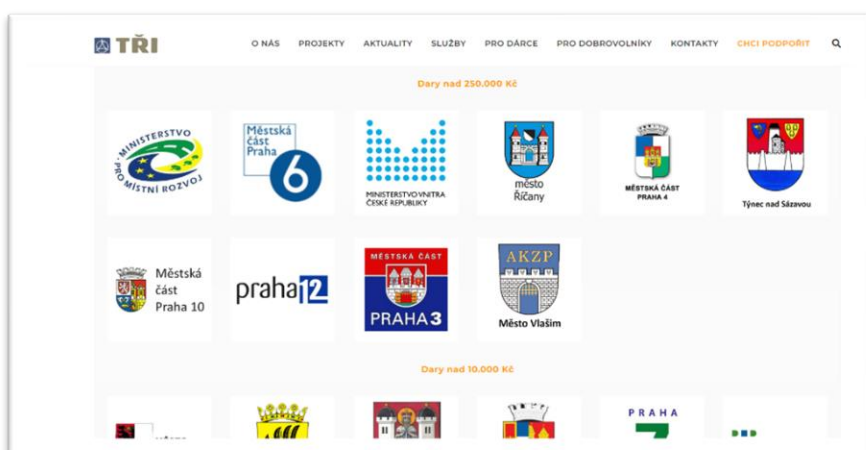 TŘI
O NÁS PROJEKTY AKTUALITY SLUŽBY PRO DÁRCE PRO DOBROVOLNÍKY KONTAKTY CHCI PODPOŘIT
Dary nad 250.000 Kč
MINISTERSTVO
PRO MÍSTNÍ ROZVOJ
Městská
část
Praha
6
MINISTERSTVO VNITRA
ČESKÉ REPUBLIKY
město
Říčany
MĚSTSKÁ ČÁST
PRAHA 4
Týnec nad Sázavou
Městská
část
Praha 10
praha12
MĚSTSKÁ ČÁST
PRAHA 3
AKZP
Město Vlašim
Dary nad 10.000 Kč
PRAHA